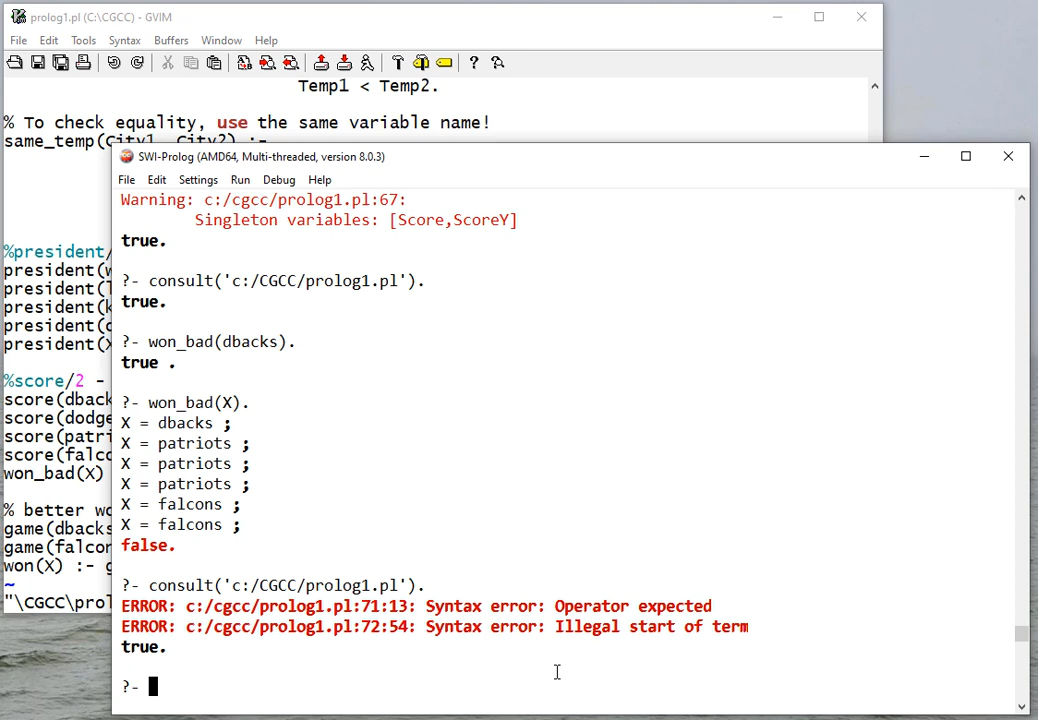 prolog1.pl (C:\CGCC) - GVIM
File Edit Tools Syntax Buffers Window Help
Temp1 < Temp2.
% To check equality, use the same variable name!
same_temp(City1, City2) :-
%president/
president(
president(
president(
president(
president(
%score/2 -
score(dback
score(dodge
score(patri
score(falco
won_bad(X)
% better wo
game(dbacks
game(falcon
won(X) :- g
~
"\CGCC\prol
SWI-Prolog (AMD64, Multi-threaded, version 8.0.3)
File Edit Settings Run Debug Help
Warning: c:/cgcc/prolog1.pl:67:
Singleton variables: [Score,ScoreY]
true.
?- consult('c:/CGCC/prolog1.pl').
true.
?- won_bad(dbacks).
true .
?- won_bad(X).
X = dbacks ;
X = patriots ;
X = patriots ;
X = patriots ;
X = falcons ;
X = falcons ;
false.
?- consult('c:/CGCC/prolog1.pl').
ERROR: c:/cgcc/prolog1.pl:71:13: Syntax error: Operator expected
ERROR: c:/cgcc/prolog1.pl:72:54: Syntax error: Illegal start of term
true.
?-